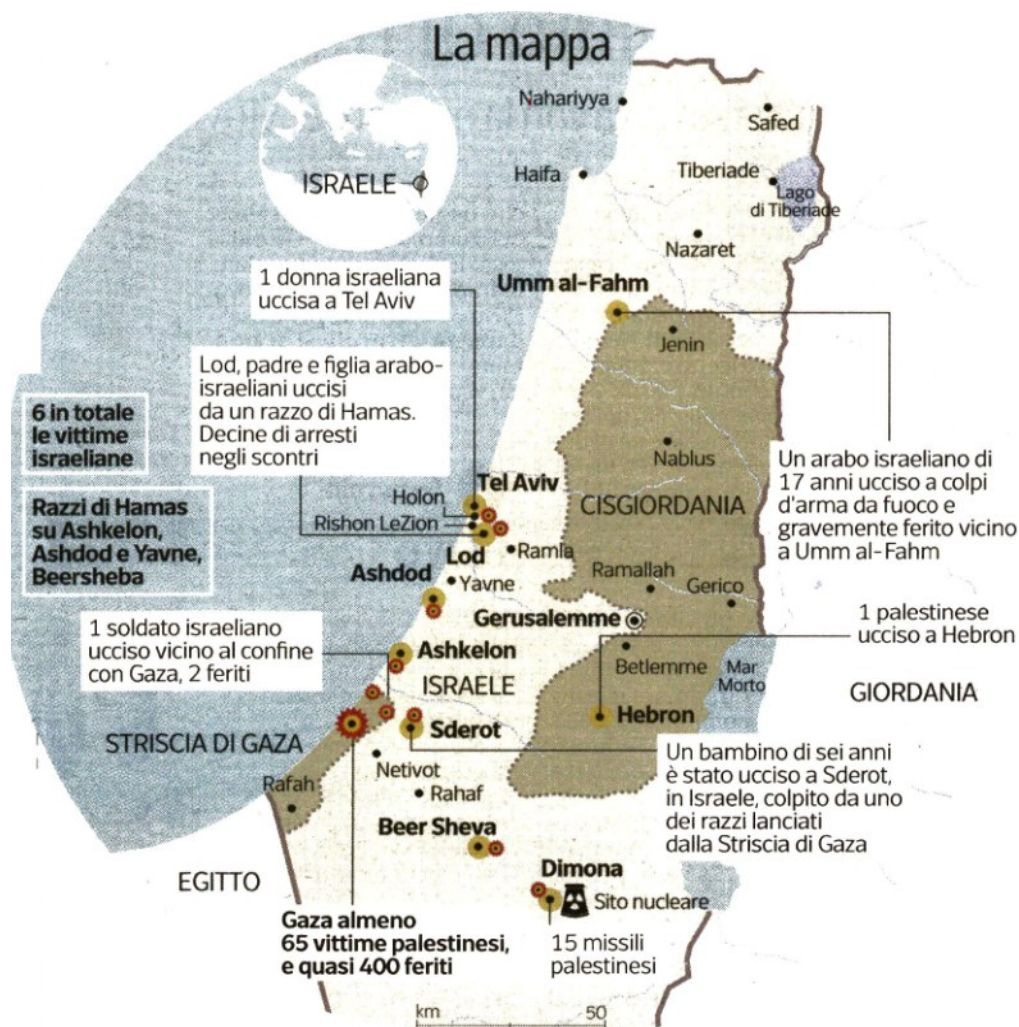 La mappa
Nahariyya
Safed
Haifa
Tiberiade
Lago
di Tiberiade
ISRAELE
Nazaret
1 donna israeliana
uccisa a Tel Aviv
Umm al-Fahm
Jenin
Lod, padre e figlia arabo-
israeliani uccisi
da un razzo di Hamas.
Decine di arresti
negli scontri
6 in totale
le vittime
israeliane
Nablus
Un arabo israeliano di
17 anni ucciso a colpi
d'arma da fuoco e
gravemente ferito vicino
a Umm al-Fahm
Tel Aviv
Holon
Rishon LeZion
CISGIORDANIA
Razzi di Hamas
su Ashkelon,
Ashdod e Yavne,
Beersheba
Lod
Ramla
Ashdod
Yavne
Ramallah
Gerico
Gerusalemme
1 palestinese
ucciso a Hebron
1 soldato israeliano
ucciso vicino al confine
con Gaza, 2 feriti
Ashkelon
Betlemme
ISRAELE
Mar
Morto
GIORDANIA
Hebron
STRISCIA DI GAZA
Sderot
Un bambino di sei anni
è stato ucciso a Sderot,
in Israele, colpito da uno
dei razzi lanciati
dalla Striscia di Gaza
Netivot
Rafah
Rahaf
Beer Sheva
EGITTO
Dimona
Sito nucleare
Gaza almeno
65 vittime palestinesi,
e quasi 400 feriti
15 missili
palestinesi
km 50